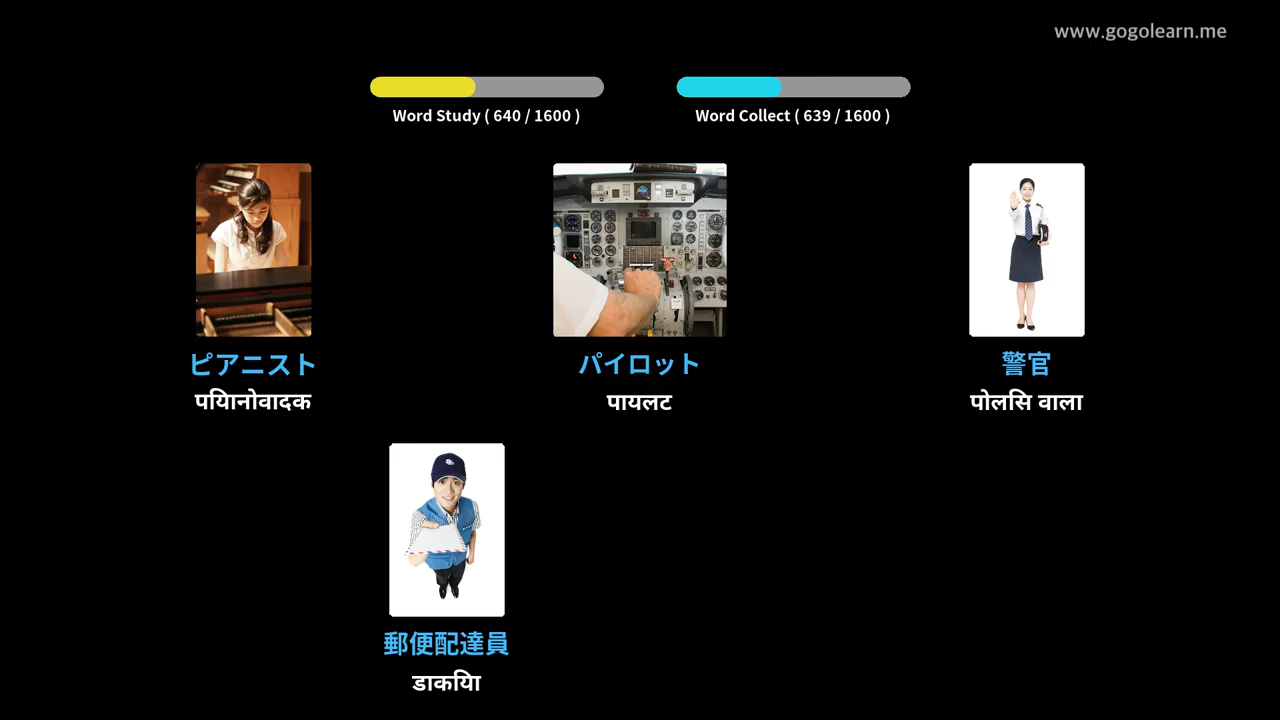 www.gogolearn.me
Word Study ( 640 / 1600 )
Word Collect ( 639 / 1600 )
ピアニスト
पियानोवादक
パイロット
पायलट
警官
पोलिस वाला
郵便配達員
डाकिया